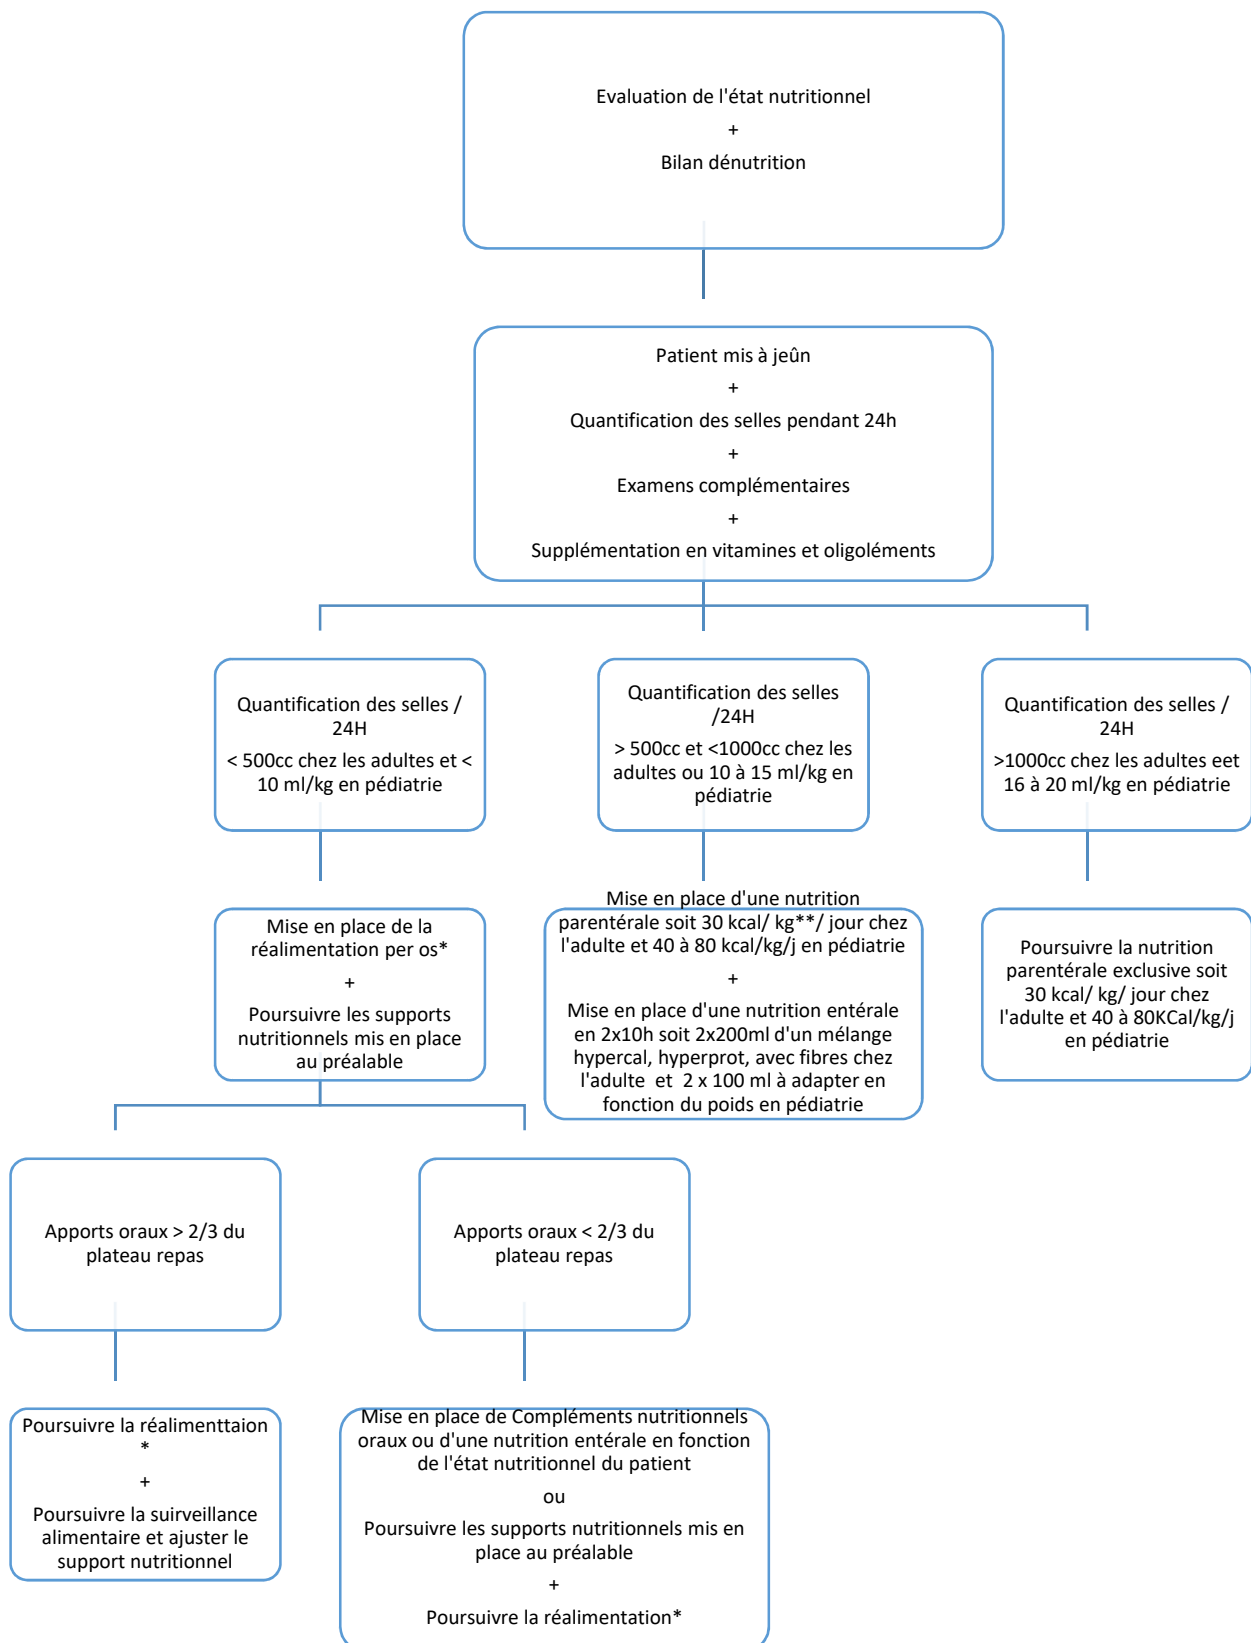 Evaluation de l'état nutritionnel
+
Bilan dénutrition
Patient mis à jeûn
+
Quantification des selles pendant 24h
+
Examens complémentaires
+
Supplémentation en vitamines et oligoléments
Quantification des selles /
24H
< 500cc chez les adultes et <
10 ml/kg en pédiatrie
Quantification des selles
/24H
> 500cc et <1000cc chez les
adultes ou 10 à 15 ml/kg en
pédiatrie
Quantification des selles /
24H
>1000cc chez les adultes eet
16 à 20 ml/kg en pédiatrie
Mise en place de la
réalimentation per os*
+
Poursuivre les supports
nutritionnels mis en place
au préalable
Mise en place d'une nutrition
parentérale soit 30 kcal/ kg**/ jour chez
l'adulte et 40 à 80 kcal/kg/j en pédiatrie
+
Mise en place d'une nutrition entérale
en 2x10h soit 2x200ml d'un mélange
hypercal, hyperprot, avec fibres chez
l'adulte et 2 x 100 ml à adapter en
fonction du poids en pédiatrie
Poursuivre la nutrition
parentérale exclusive soit
30 kcal/ kg/ jour chez
l'adulte et 40 à 80KCal/kg/j
en pédiatrie
Apports oraux > 2/3 du
plateau repas
Apports oraux < 2/3 du
plateau repas
Poursuivre la réalimenttaion
*
+
Poursuivre la suirveillance
alimentaire et ajuster le
support nutritionnel
Mise en place de Compléments nutritionnels
oraux ou d'une nutrition entérale en fonction
de l'état nutritionnel du patient
ou
Poursuivre les supports nutritionnels mis en
place au préalable
+
Poursuivre la réalimentation*